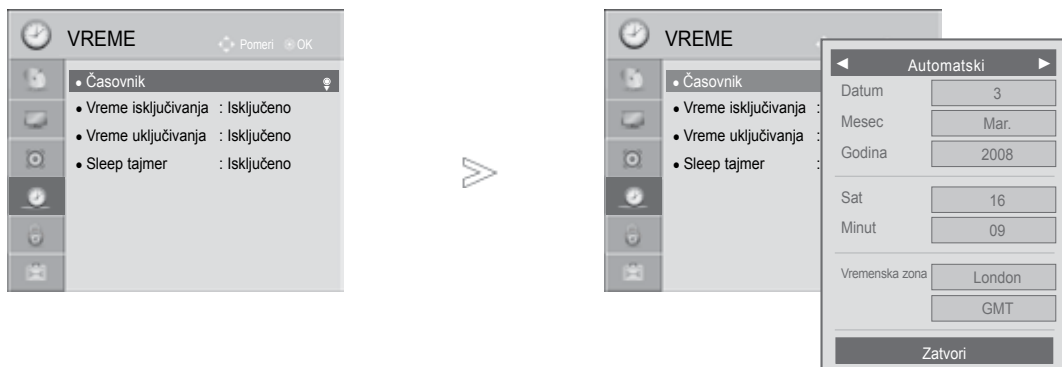 VREME
Pomeri OK
• Časovnik
• Vreme isključivanja : Isključeno
• Vreme uključivanja : Isključeno
• Sleep tajmer : Isključeno
VREME
• Časovnik
• Vreme isključivanja :
• Vreme uključivanja :
• Sleep tajmer :
◄ Automatski ►
Datum 3
Mesec Mar.
Godina 2008
Sat 16
Minut 09
Vremenska zona London
GMT
Zatvori